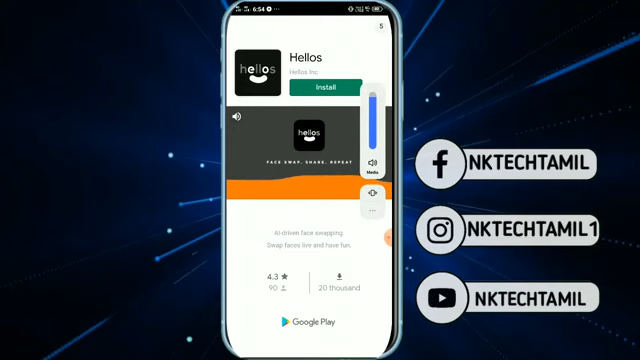 6:54
5
hellos
Hellos
Hellos Inc
Install
hellos
FACE SWAP. SHARE. REPEAT
Media
AI-driven face swapping.
Swap faces live and have fun.
4.3 ★
90
20 thousand
Google Play
NKTECHTAMIL
NKTECHTAMIL1
NKTECHTAMIL